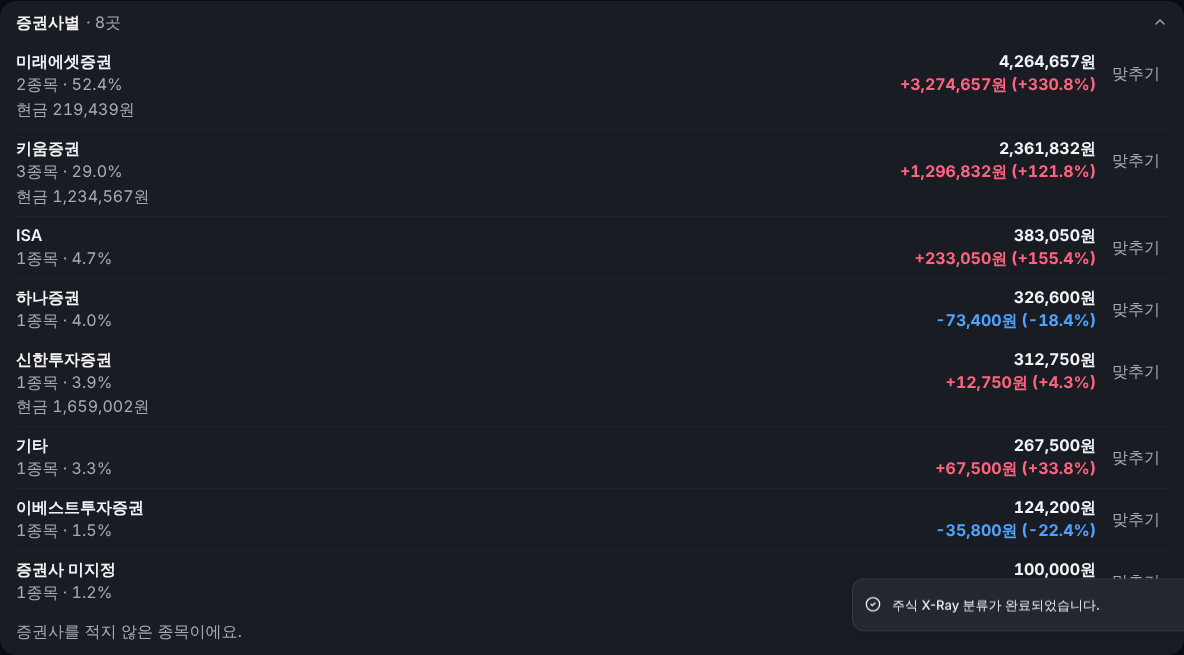 증권사별 · 8곳
미래에셋증권
4,264,657원
2종목 · 52.4%
+3,274,657원 (+330.8%)
맞추기
현금 219,439원
키움증권
2,361,832원
3종목 · 29.0%
+1,296,832원 (+121.8%)
맞추기
현금 1,234,567원
ISA
383,050원
1종목 · 4.7%
+233,050원 (+155.4%)
맞추기
하나증권
326,600원
1종목 · 4.0%
-73,400원 (-18.4%)
맞추기
신한투자증권
312,750원
1종목 · 3.9%
+12,750원 (+4.3%)
맞추기
현금 1,659,002원
기타
267,500원
1종목 · 3.3%
+67,500원 (+33.8%)
맞추기
이베스트투자증권
124,200원
1종목 · 1.5%
-35,800원 (-22.4%)
맞추기
증권사 미지정
100,000원
1종목 · 1.2%
주식 X-Ray 분류가 완료되었습니다.
증권사를 적지 않은 종목이에요.